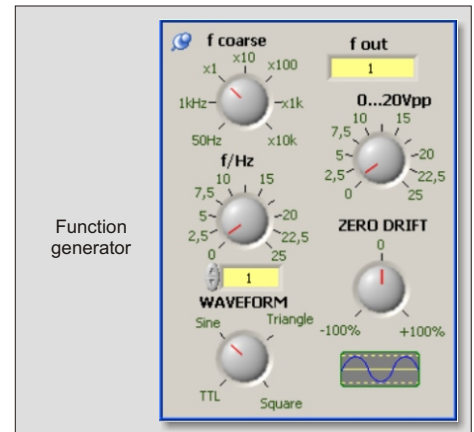 Function
generator
f coarse
x1
x10
x100
1kHz
x1k
50Hz
x10k
f out
1
0...20Vpp
0
2,5
5
7,5
10
15
20
22,5
25
f/Hz
0
2,5
5
7,5
10
15
20
22,5
25
1
ZERO DRIFT
0
-100%
+100%
WAVEFORM
Sine
Triangle
TTL
Square